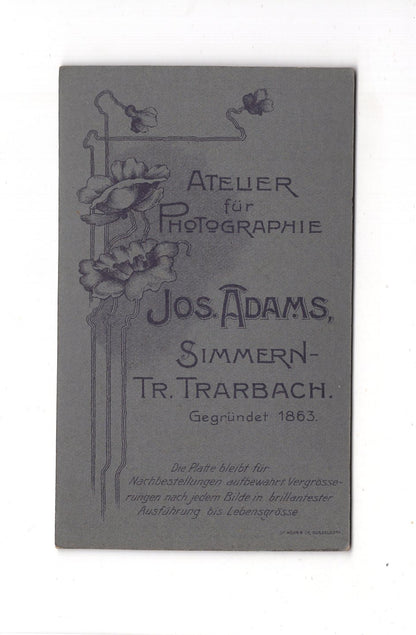 ATELIER
für
PHOTOGRAPHIE
JOS. ADAMS,
SIMMERN-
TR. TRARBACH.
Gegründet 1863.
Die Platte bleibt für
Nachbestellungen aufbewahrt. Vergrösse-
rungen nach jedem Bilde in brillantester
Ausführung bis Lebensgrösse